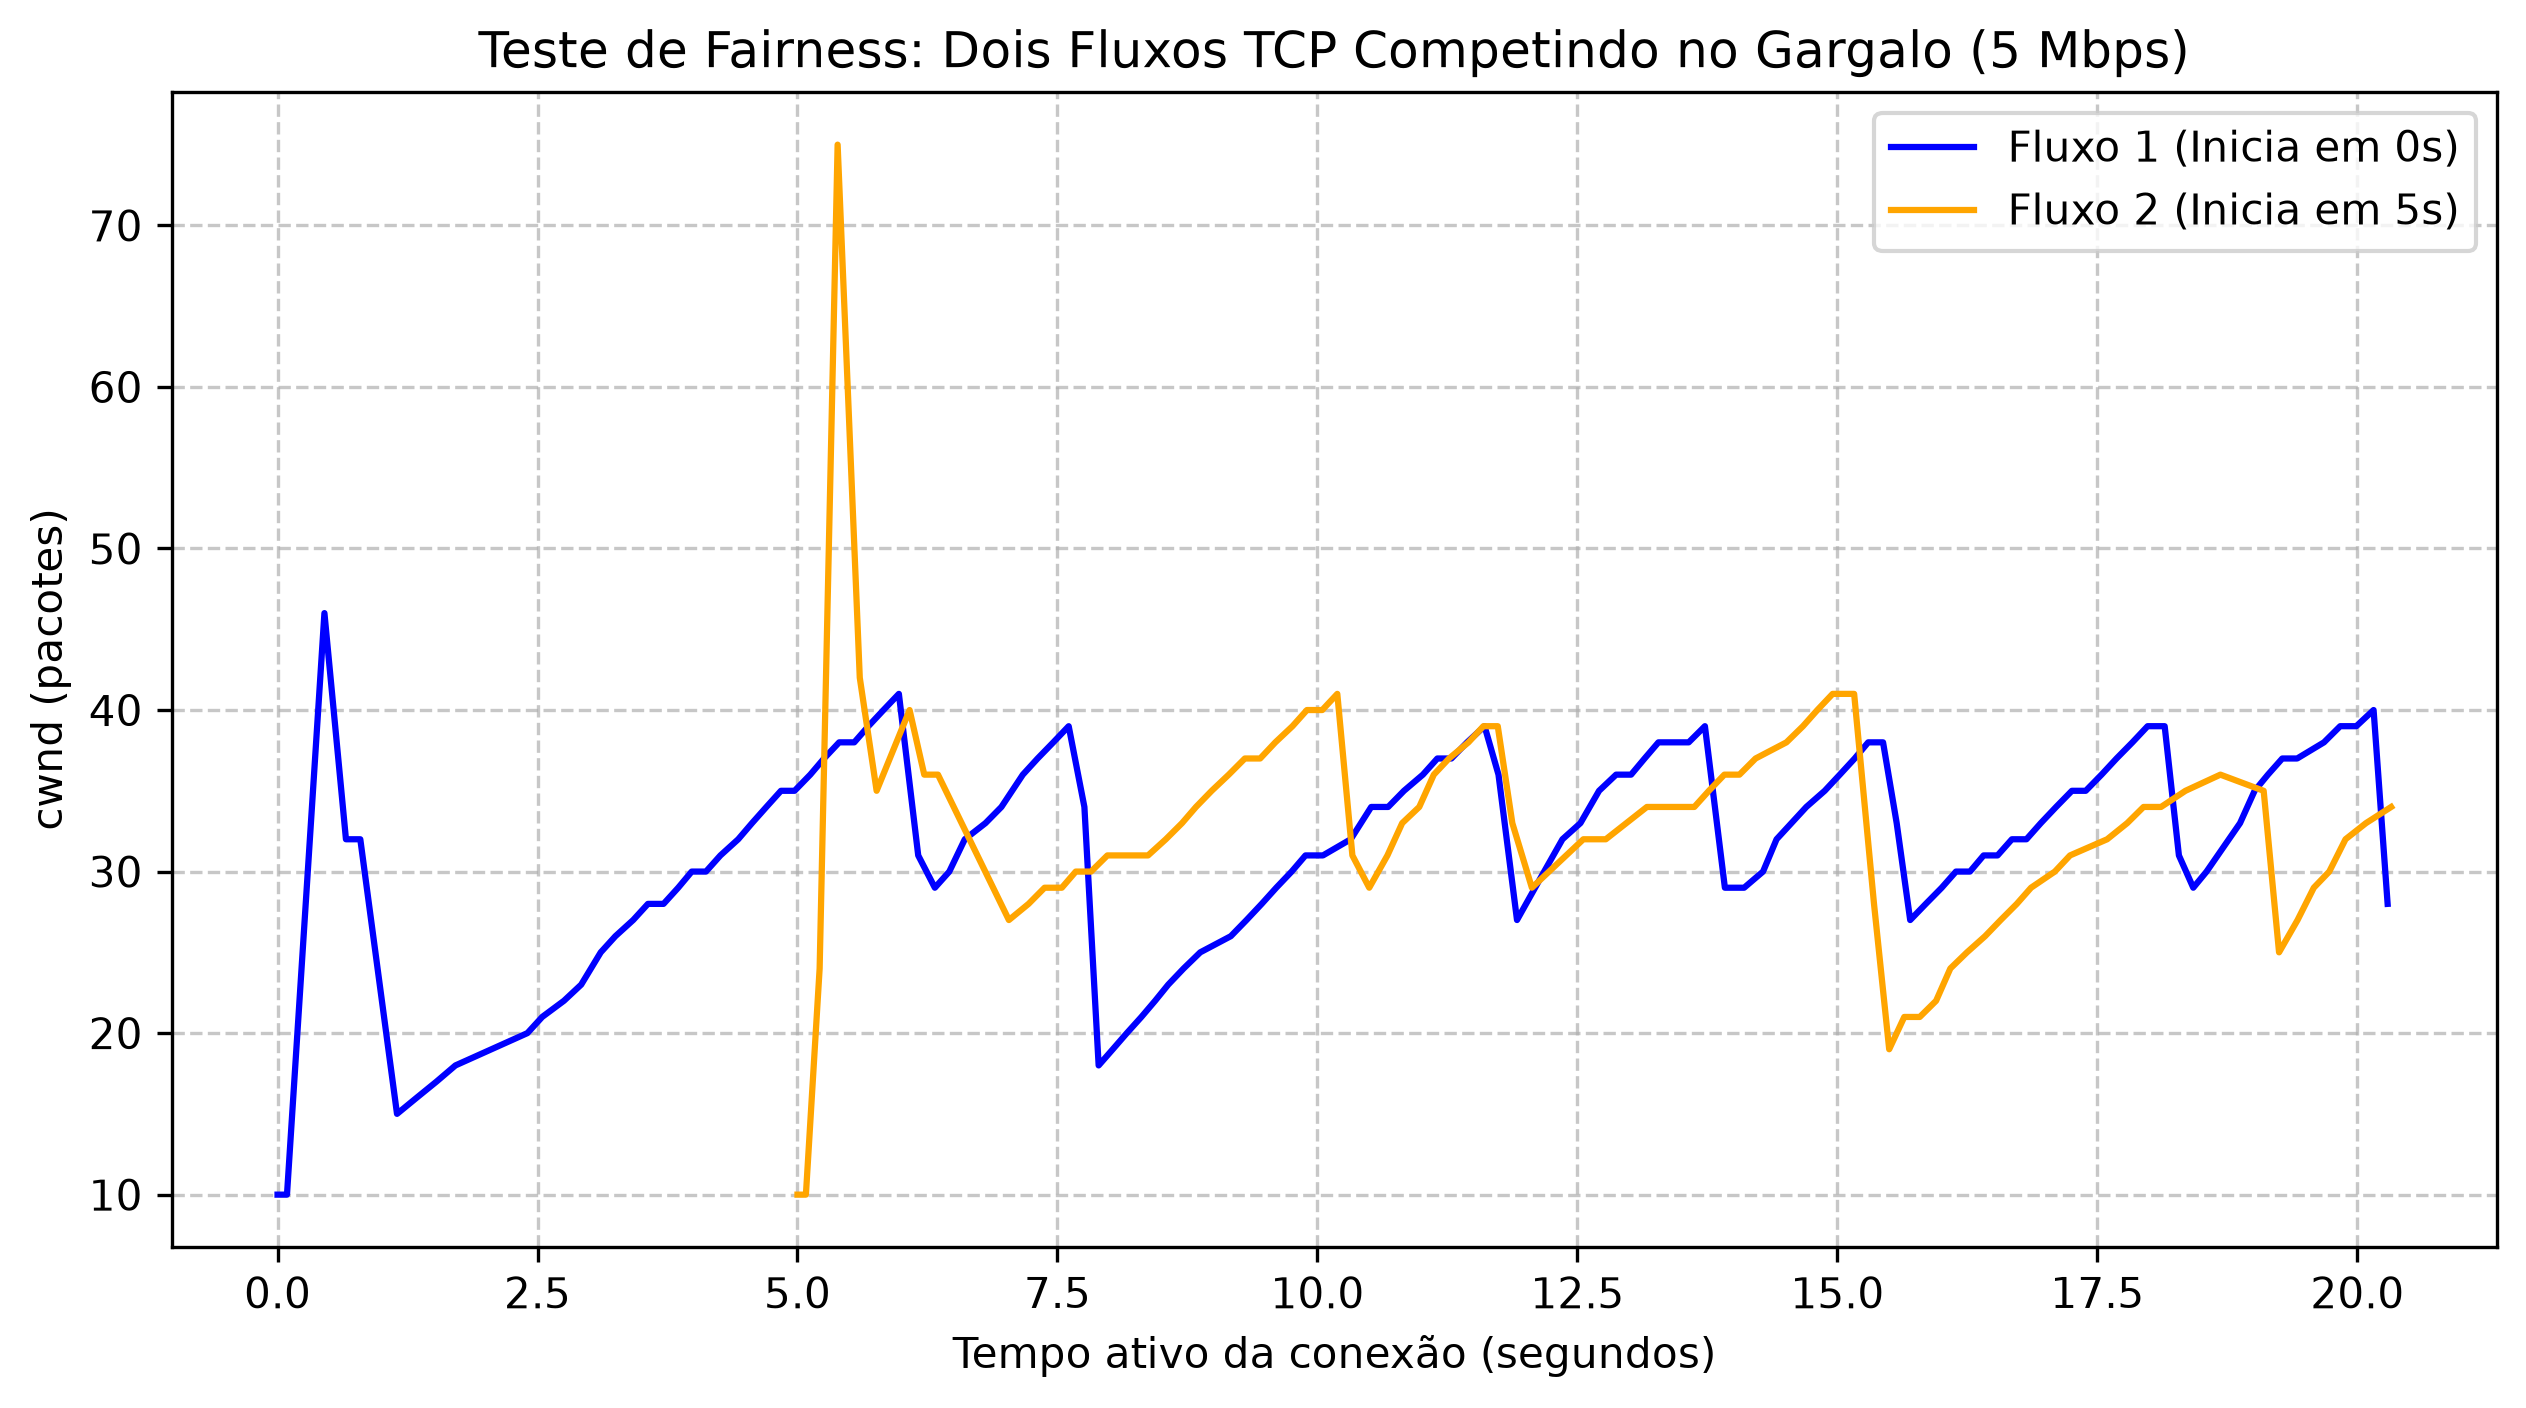 Teste de Fairness: Dois Fluxos TCP Competindo no Gargalo (5 Mbps)
Fluxo 1 (Inicia em 0s)
Fluxo 2 (Inicia em 5s)
70
60
50
40
30
20
10
cwnd (pacotes)
0.0 2.5 5.0 7.5 10.0 12.5 15.0 17.5 20.0
Tempo ativo da conexão (segundos)